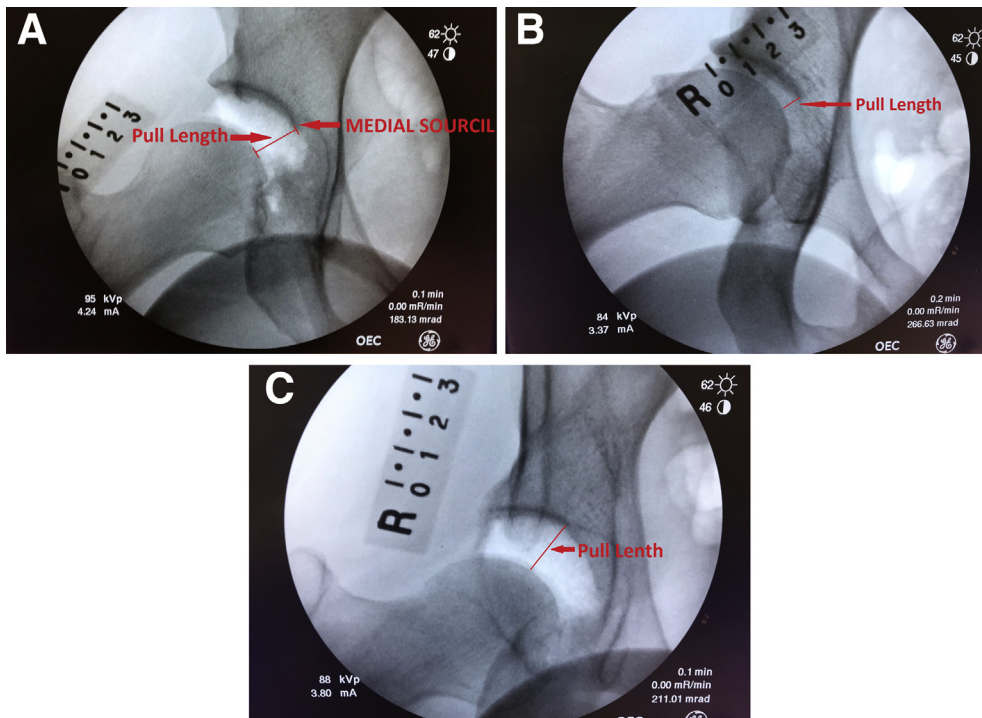 A
62
47
0 1 2 3
Pull Length
MEDIAL SOURCIL
95 kVp
4.24 mA
0.1 min
0.00 mR/min
183.13 mrad
OEC
GE
B
62
45
R 0 1 2 3
Pull Length
84 kVp
3.37 mA
0.2 min
0.00 mR/min
266.63 mrad
OEC
GE
C
62
46
R 0 1 2 3
Pull Lenth
88 kVp
3.80 mA
0.1 min
0.00 mR/min
211.01 mrad
OEC